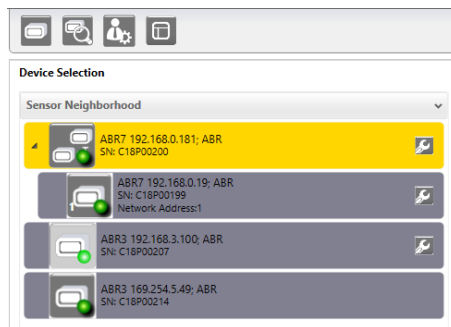 Device Selection
Sensor Neighborhood
ABR7 192.168.0.181; ABR
SN: C18P00200
ABR7 192.168.0.19; ABR
SN: C18P00199
Network Address:1
ABR3 192.168.3.100; ABR
SN: C18P00207
ABR3 169.254.5.49; ABR
SN: C18P00214